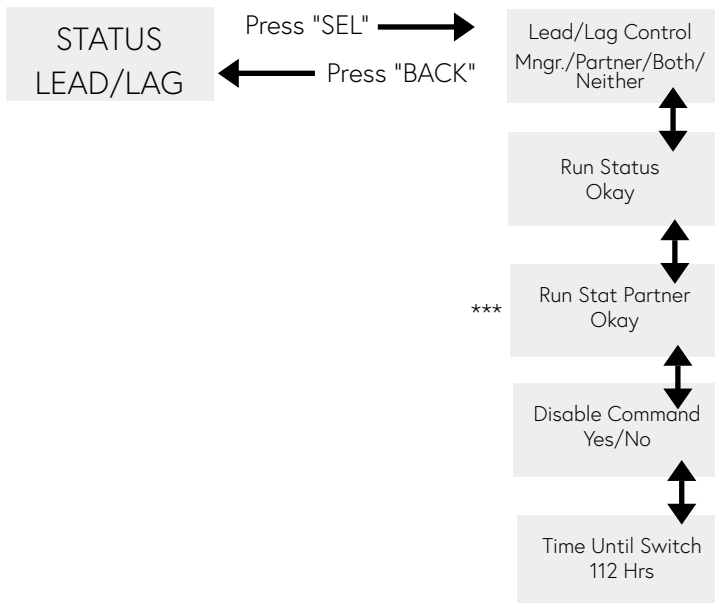 STATUS
LEAD/LAG
Press "SEL"
Press "BACK"
Lead/Lag Control
Mngr./Partner/Both/
Neither
Run Status
Okay
***
Run Stat Partner
Okay
Disable Command
Yes/No
Time Until Switch
112 Hrs